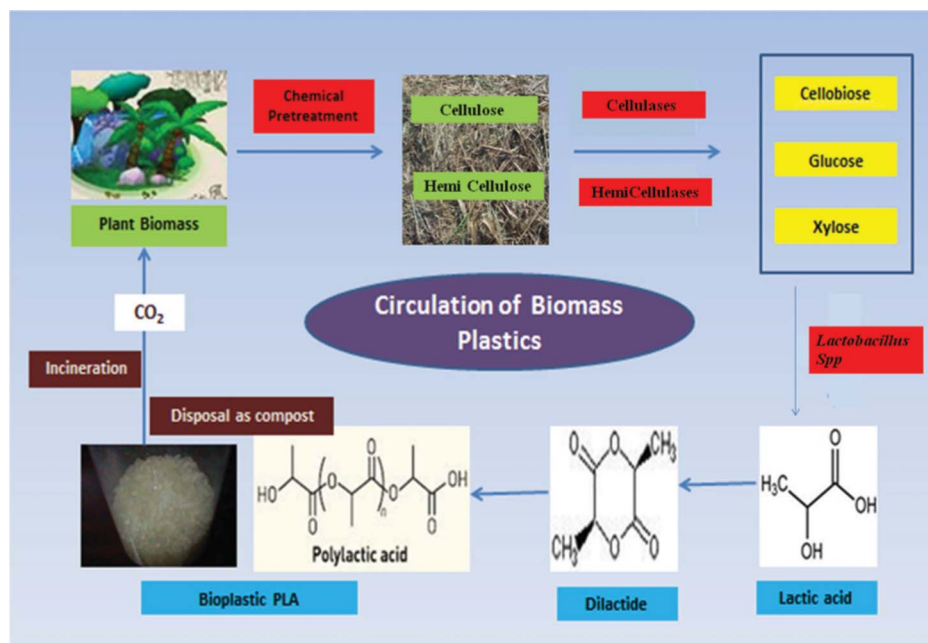 Chemical
Pretreatment
Cellulose
Hemi Cellulose
Cellulases
HemiCellulases
Cellobiose
Glucose
Xylose
Plant Biomass
CO2
Circulation of Biomass
Plastics
Lactobacillus
Spp
Incineration
Disposal as compost
HO
O
O
O
O
O
OH
n
O
Polylactic acid
O
O
CH3
CH3
O
O
O
H3C
OH
OH
Bioplastic PLA
Dilactide
Lactic acid